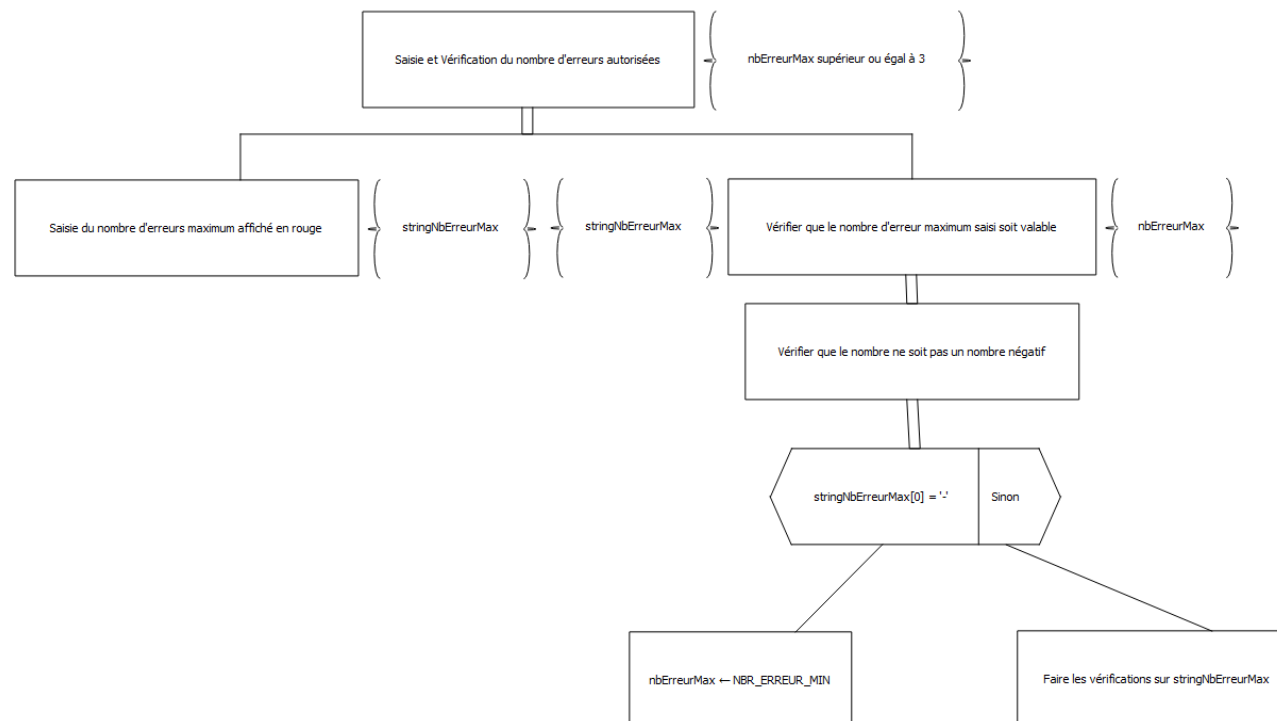 Saisie et Vérification du nombre d'erreurs autorisées
nbErreurMax supérieur ou égal à 3
Saisie du nombre d'erreurs maximum affiché en rouge
stringNbErreurMax
stringNbErreurMax
Vérifier que le nombre d'erreur maximum saisi soit valable
nbErreurMax
Vérifier que le nombre ne soit pas un nombre négatif
stringNbErreurMax[0] = '-'
Sinon
nbErreurMax ← NBR_ERREUR_MIN
Faire les vérifications sur stringNbErreurMax